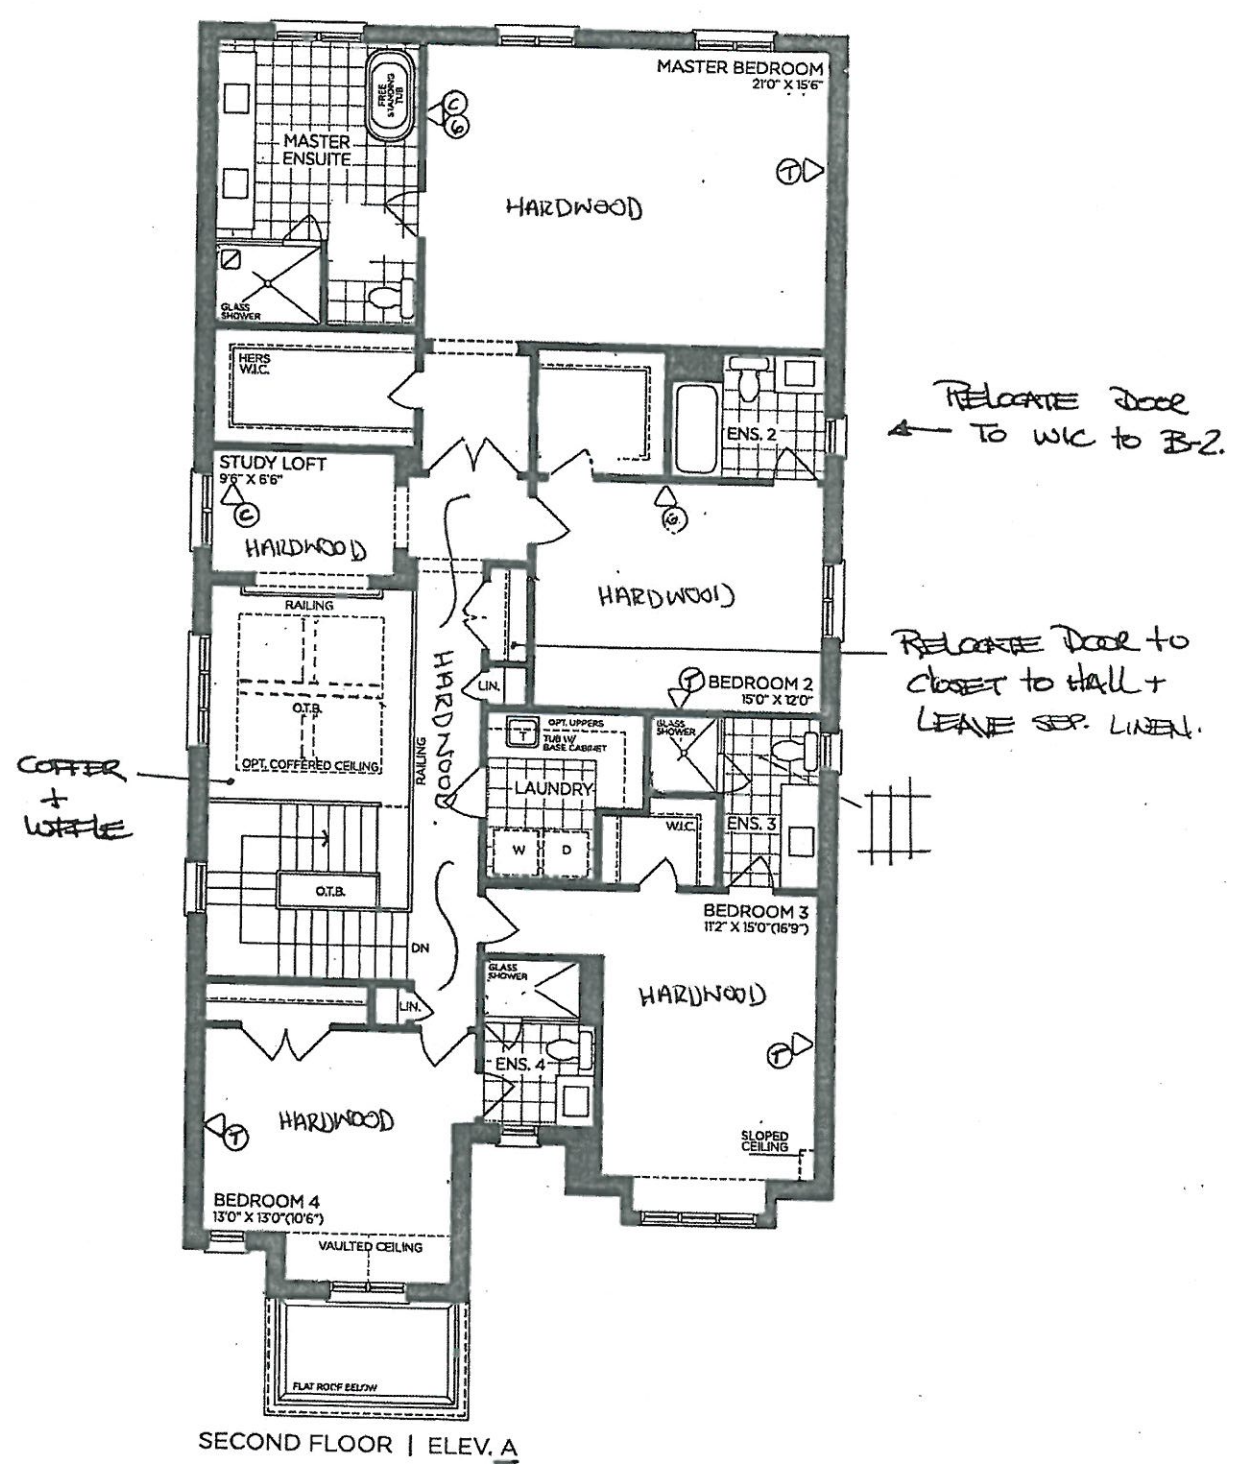 MASTER BEDROOM
21'0" X 15'6"
FREE
STANDING
TUB
C
G
MASTER
ENSUITE
T
HARDWOOD
GLASS
SHOWER
HERS
W.I.C.
RELOCATE DOOR
TO WIC to B-2.
ENS. 2
STUDY LOFT
9'6" X 6'6"
C
G
HARDWOOD
HARDWOOD
RAILING
RELOCATE DOOR to
CLOSET to HALL +
LEAVE SEP. LINEN.
HARDWOOD.
LIN.
T
BEDROOM 2
15'0" X 12'0"
O.T.B.
OPT. UPPERS
T
TUB W/
BASE CABINET
GLASS
SHOWER
RAILING
OPT. COFFERED CEILING
COFFER
+
WAFFLE
LAUNDRY
W.I.C.
ENS. 3
W
D
O.T.B.
BEDROOM 3
11'2" X 15'0"(16'9")
DN
GLASS
SHOWER
HARDWOOD
LIN.
T
ENS. 4
HARDWOOD
T
SLOPED
CEILING
BEDROOM 4
13'0" X 13'0"(10'6")
VAULTED CEILING
FLAT ROOF BELOW
SECOND FLOOR | ELEV. A